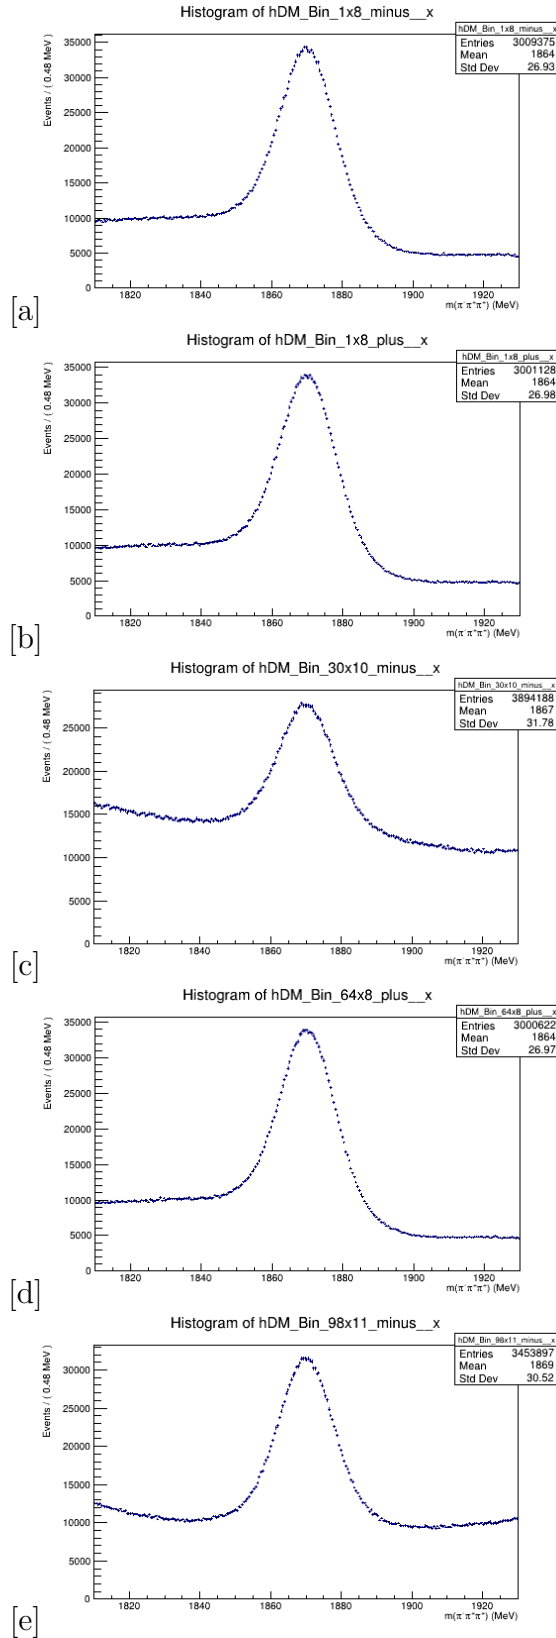 Histogram of hDM_Bin_1x8_minus__x
hDM_Bin_1x8_minus__x
Entries 3009375
Mean 1864
Std Dev 26.93
Events / ( 0.48 MeV )
35000
30000
25000
20000
15000
10000
5000
0
1820 1840 1860 1880 1900 1920
m(π⁻π⁺π⁺) (MeV)
[a]
Histogram of hDM_Bin_1x8_plus__x
hDM_Bin_1x8_plus__x
Entries 3001128
Mean 1864
Std Dev 26.98
Events / ( 0.48 MeV )
35000
30000
25000
20000
15000
10000
5000
0
1820 1840 1860 1880 1900 1920
m(π⁻π⁺π⁺) (MeV)
[b]
Histogram of hDM_Bin_30x10_minus__x
hDM_Bin_30x10_minus__x
Entries 3894188
Mean 1867
Std Dev 31.78
Events / ( 0.48 MeV )
25000
20000
15000
10000
5000
0
1820 1840 1860 1880 1900 1920
m(π⁻π⁺π⁺) (MeV)
[c]
Histogram of hDM_Bin_64x8_plus__x
hDM_Bin_64x8_plus__x
Entries 3000622
Mean 1864
Std Dev 26.97
Events / ( 0.48 MeV )
35000
30000
25000
20000
15000
10000
5000
0
1820 1840 1860 1880 1900 1920
m(π⁻π⁺π⁺) (MeV)
[d]
Histogram of hDM_Bin_98x11_minus__x
hDM_Bin_98x11_minus__x
Entries 3453897
Mean 1869
Std Dev 30.52
Events / ( 0.48 MeV )
30000
25000
20000
15000
10000
5000
0
1820 1840 1860 1880 1900 1920
m(π⁻π⁺π⁺) (MeV)
[e]